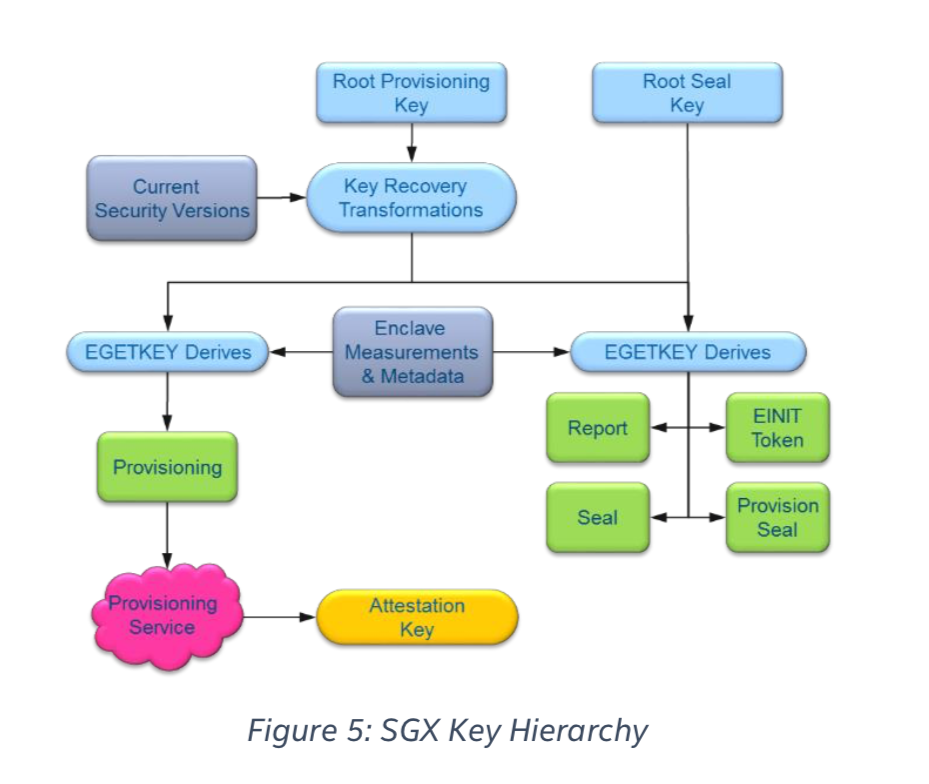 Root Provisioning
Key
Root Seal
Key
Current
Security Versions
Key Recovery
Transformations
EGETKEY Derives
Enclave
Measurements
& Metadata
EGETKEY Derives
Report
EINIT
Token
Provisioning
Seal
Provision
Seal
Provisioning
Service
Attestation
Key
Figure 5: SGX Key Hierarchy